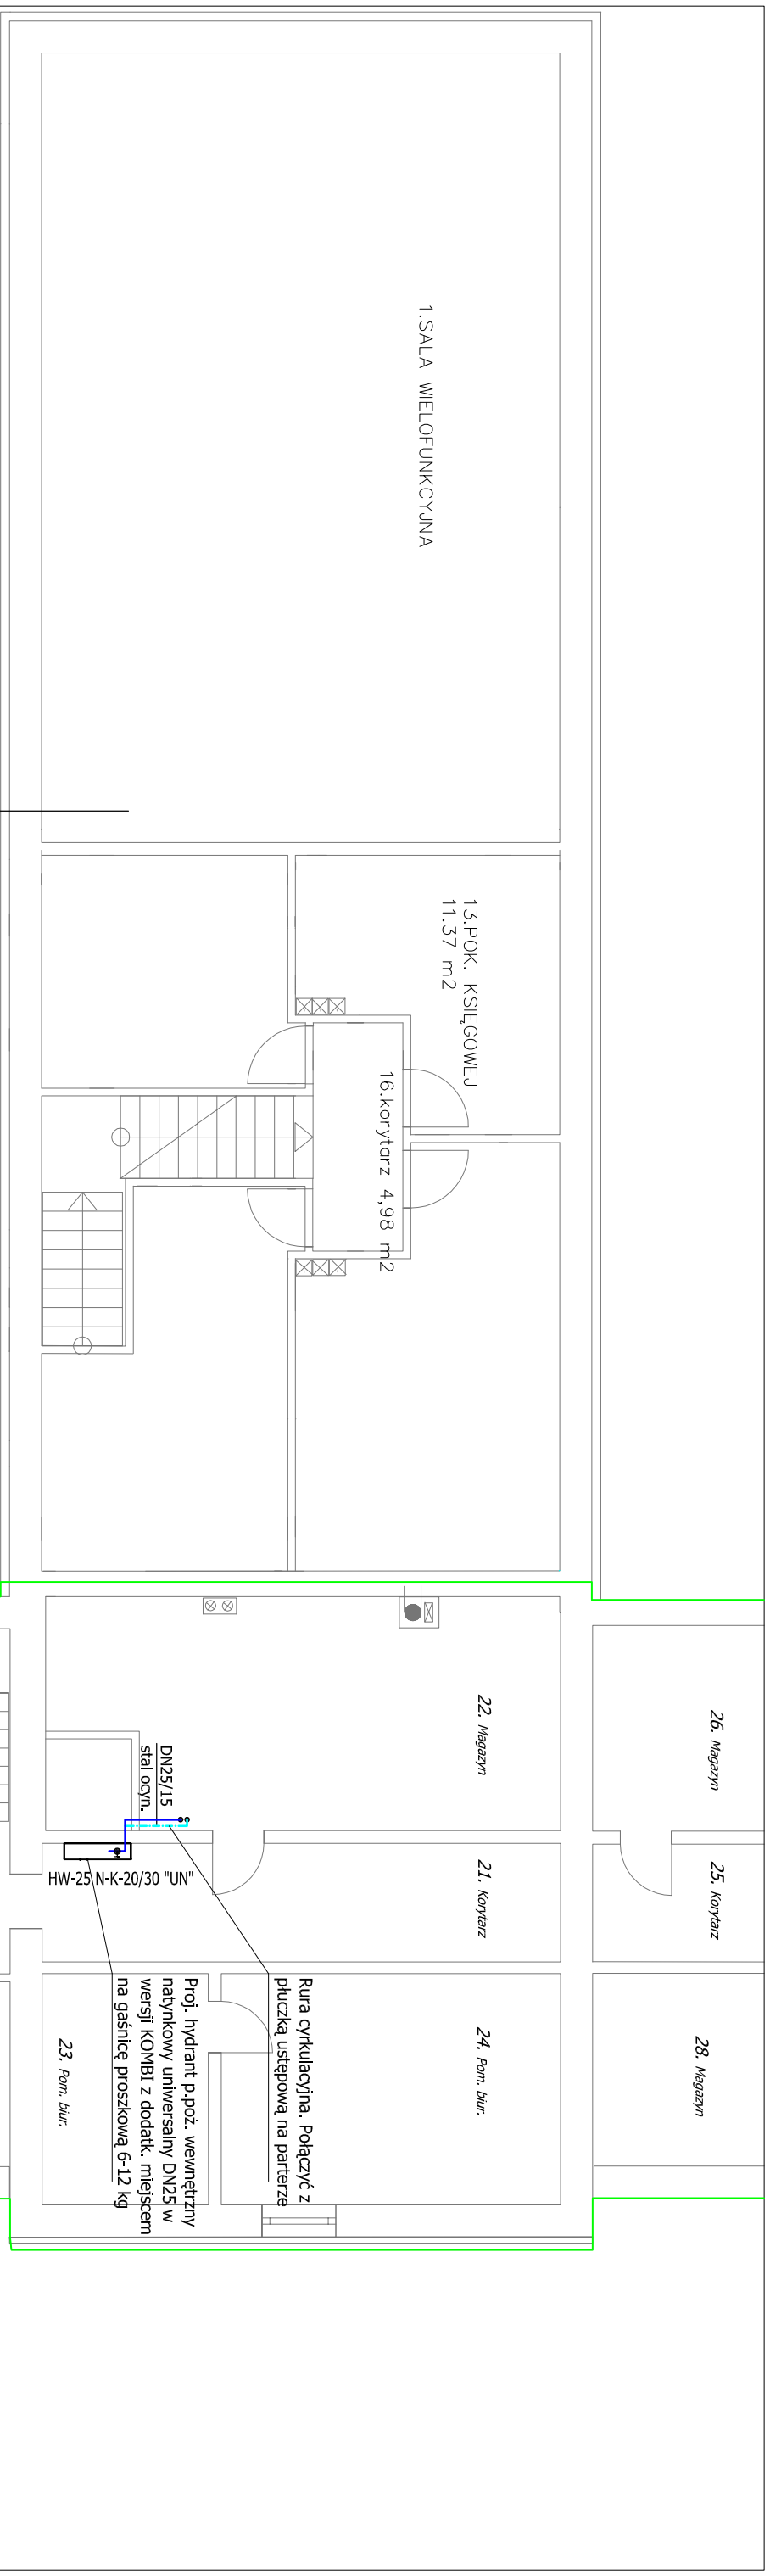 1.SALA WIELOFUNKCYJNA
13.POK. KSIĘGOWEJ
11.37 m2
16.korytarz 4,98 m2
26. Magazyn
22. Magazyn
DN25/15
stal ocyn.
25. Korytarz
21. Korytarz
HW-25 N-K-20/30 "UN"
28. Magazyn
24. Pom. biur.
Rura cyrkulacyjna. Połączyć z
płuczką ustępową na parterze
Proj. hydrant p.poż. wewnętrzny
natynkowy uniwersalny DN25 w
wersji KOMBI z dodatk. miejscem
na gaśnicę proszkową 6-12 kg
23. Pom. biur.